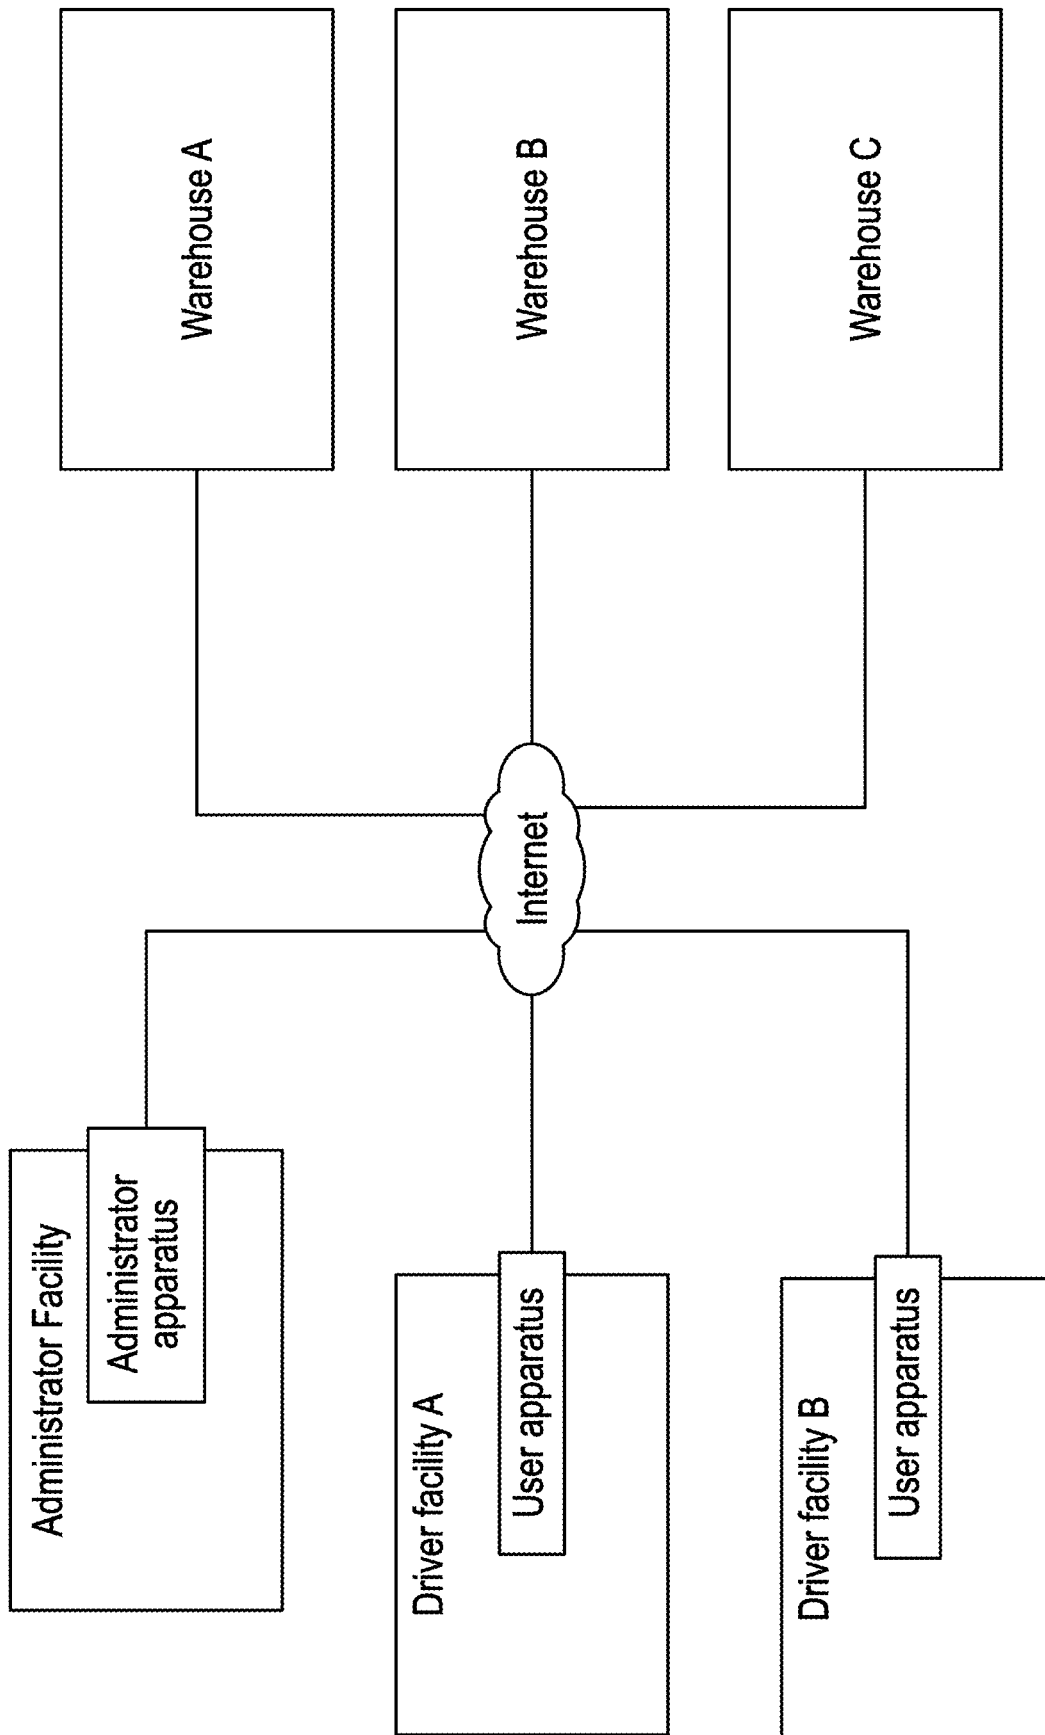 Administrator Facility
Administrator
apparatus
Driver facility A
User apparatus
Driver facility B
User apparatus
Internet
Warehouse A
Warehouse B
Warehouse C